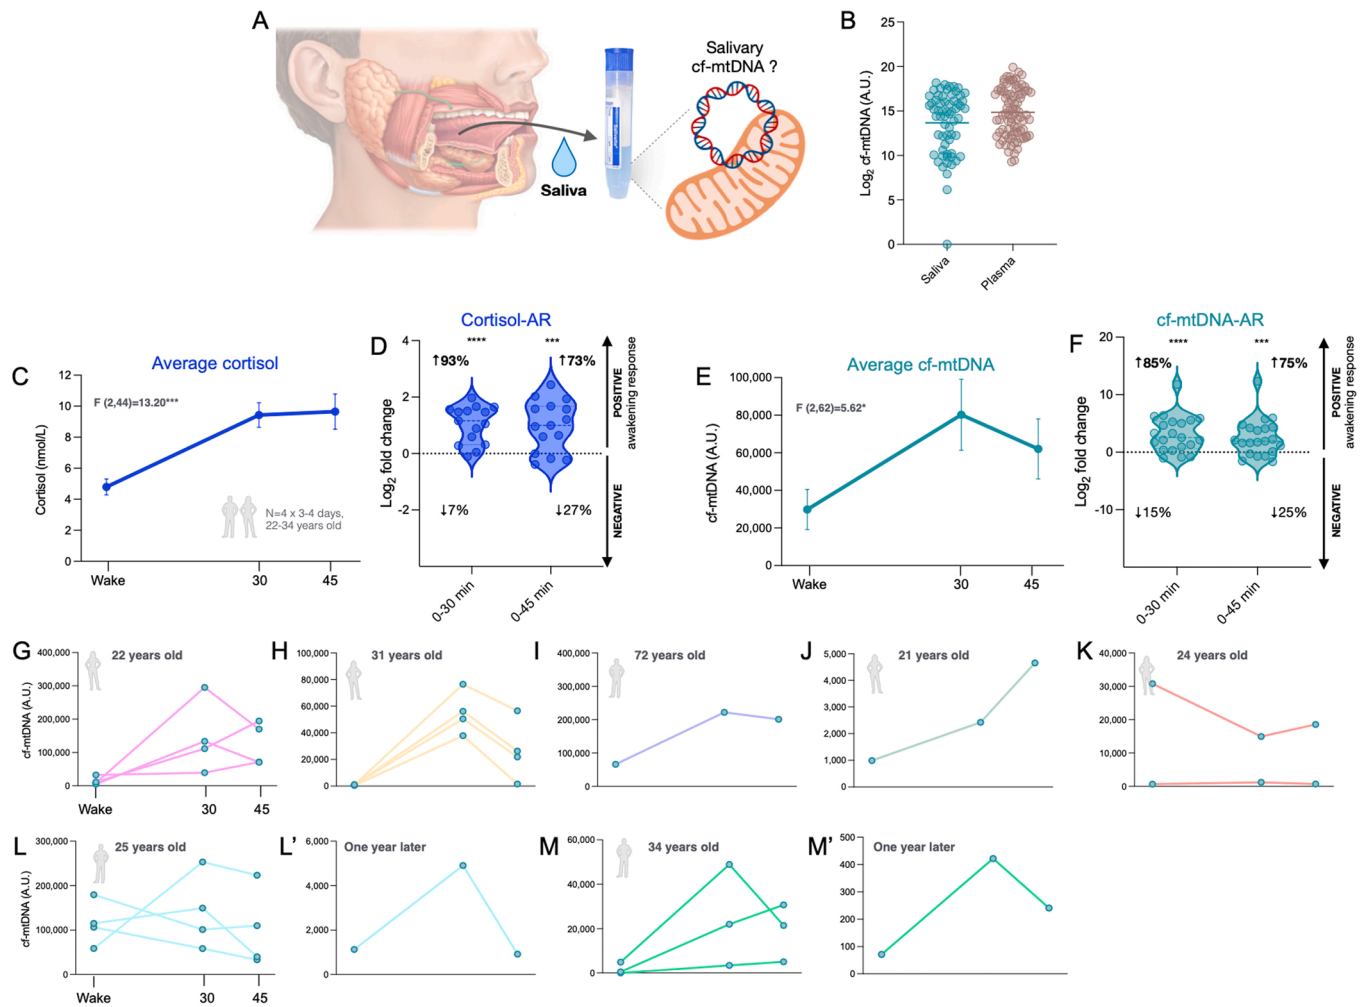 A
Salivary
cf-mtDNA ?
Saliva
B
Log2 cf-mtDNA (A.U.)
25
20
15
10
5
0
Saliva
Plasma
C
Average cortisol
Cortisol (nmol/L)
12
10
8
6
4
2
0
F (2,44)=13.20***
N=4 x 3-4 days,
22-34 years old
Wake
30
45
D
Cortisol-AR
Log2 fold change
4
2
0
-2
****
***
↑93%
↑73%
↓7%
↓27%
POSITIVE
awakening response
NEGATIVE
0-30 min
0-45 min
E
Average cf-mtDNA
cf-mtDNA (A.U.)
100,000
80,000
60,000
40,000
20,000
0
F (2,62)=5.62*
Wake
30
45
F
cf-mtDNA-AR
Log2 fold change
20
10
0
-10
****
***
↑85%
↑75%
↓15%
↓25%
POSITIVE
awakening response
NEGATIVE
0-30 min
0-45 min
G
22 years old
cf-mtDNA (A.U.)
400,000
300,000
200,000
100,000
0
Wake
30
45
H
31 years old
100,000
80,000
60,000
40,000
20,000
0
I
72 years old
400,000
300,000
200,000
100,000
0
J
21 years old
5,000
4,000
3,000
2,000
1,000
0
K
24 years old
40,000
30,000
20,000
10,000
0
L
25 years old
cf-mtDNA (A.U.)
300,000
200,000
100,000
0
Wake
30
45
L'
One year later
6,000
4,000
2,000
0
M
34 years old
60,000
40,000
20,000
0
M'
One year later
500
400
300
200
100
0